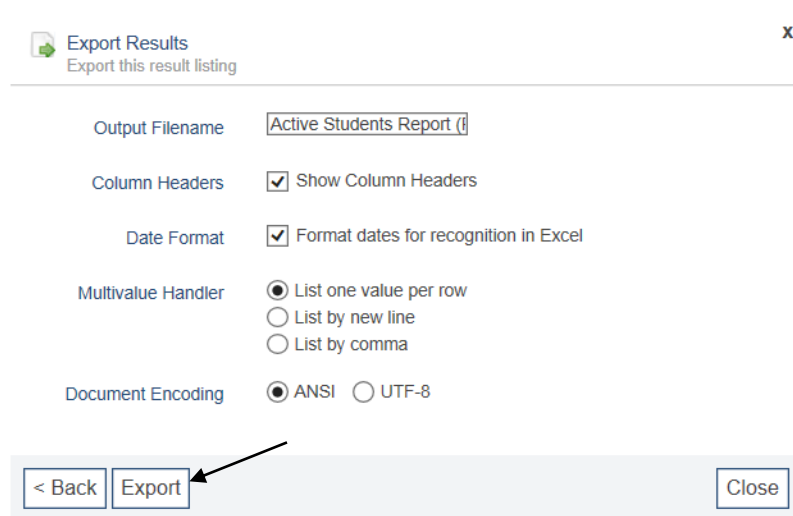 x
Export Results
Export this result listing
Output Filename Active Students Report (
Column Headers Show Column Headers
Date Format Format dates for recognition in Excel
Multivalue Handler List one value per row
List by new line
List by comma
Document Encoding ANSI UTF-8
< Back Export Close